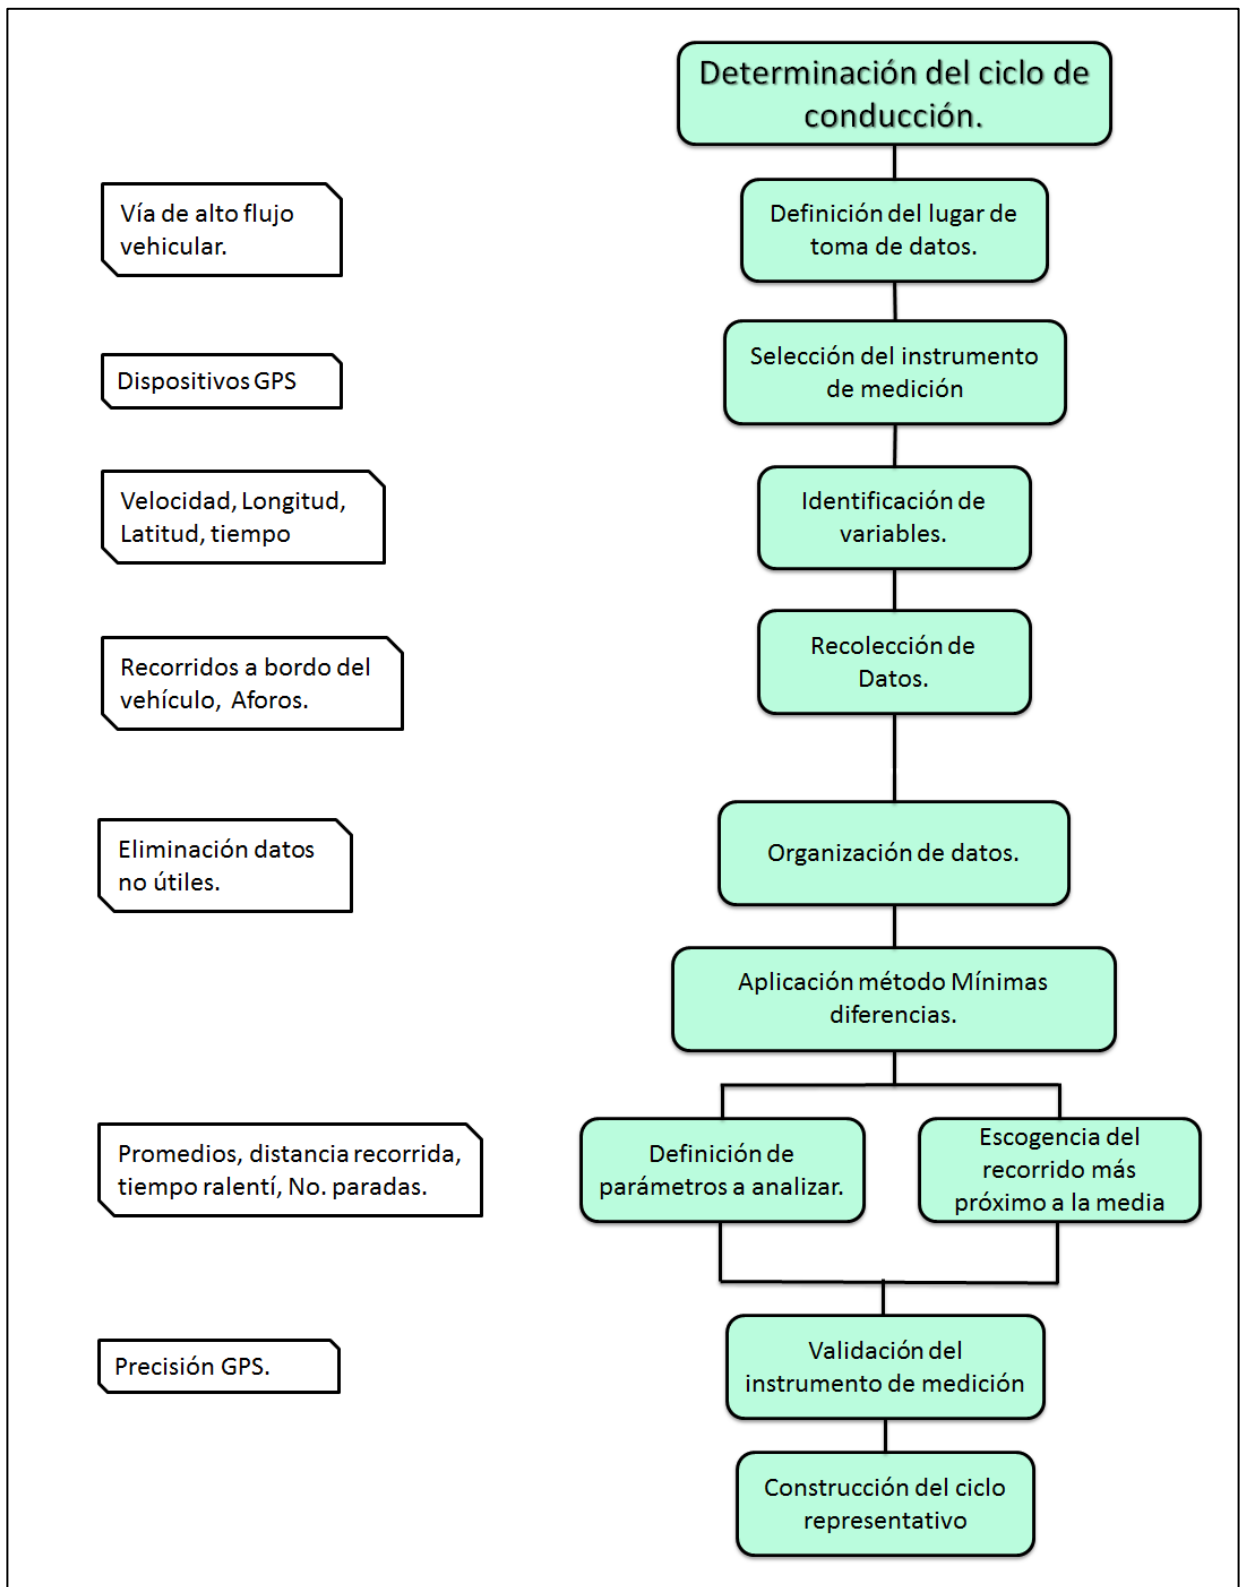 Determinación del ciclo de
conducción.
Vía de alto flujo
vehicular.
Definición del lugar de
toma de datos.
Dispositivos GPS
Selección del instrumento
de medición
Velocidad, Longitud,
Latitud, tiempo
Identificación de
variables.
Recorridos a bordo del
vehículo, Aforos.
Recolección de
Datos.
Eliminación datos
no útiles.
Organización de datos.
Aplicación método Mínimas
diferencias.
Promedios, distancia recorrida,
tiempo ralentí, No. paradas.
Definición de
parámetros a analizar.
Escogencia del
recorrido más
próximo a la media
Precisión GPS.
Validación del
instrumento de medición
Construcción del ciclo
representativo